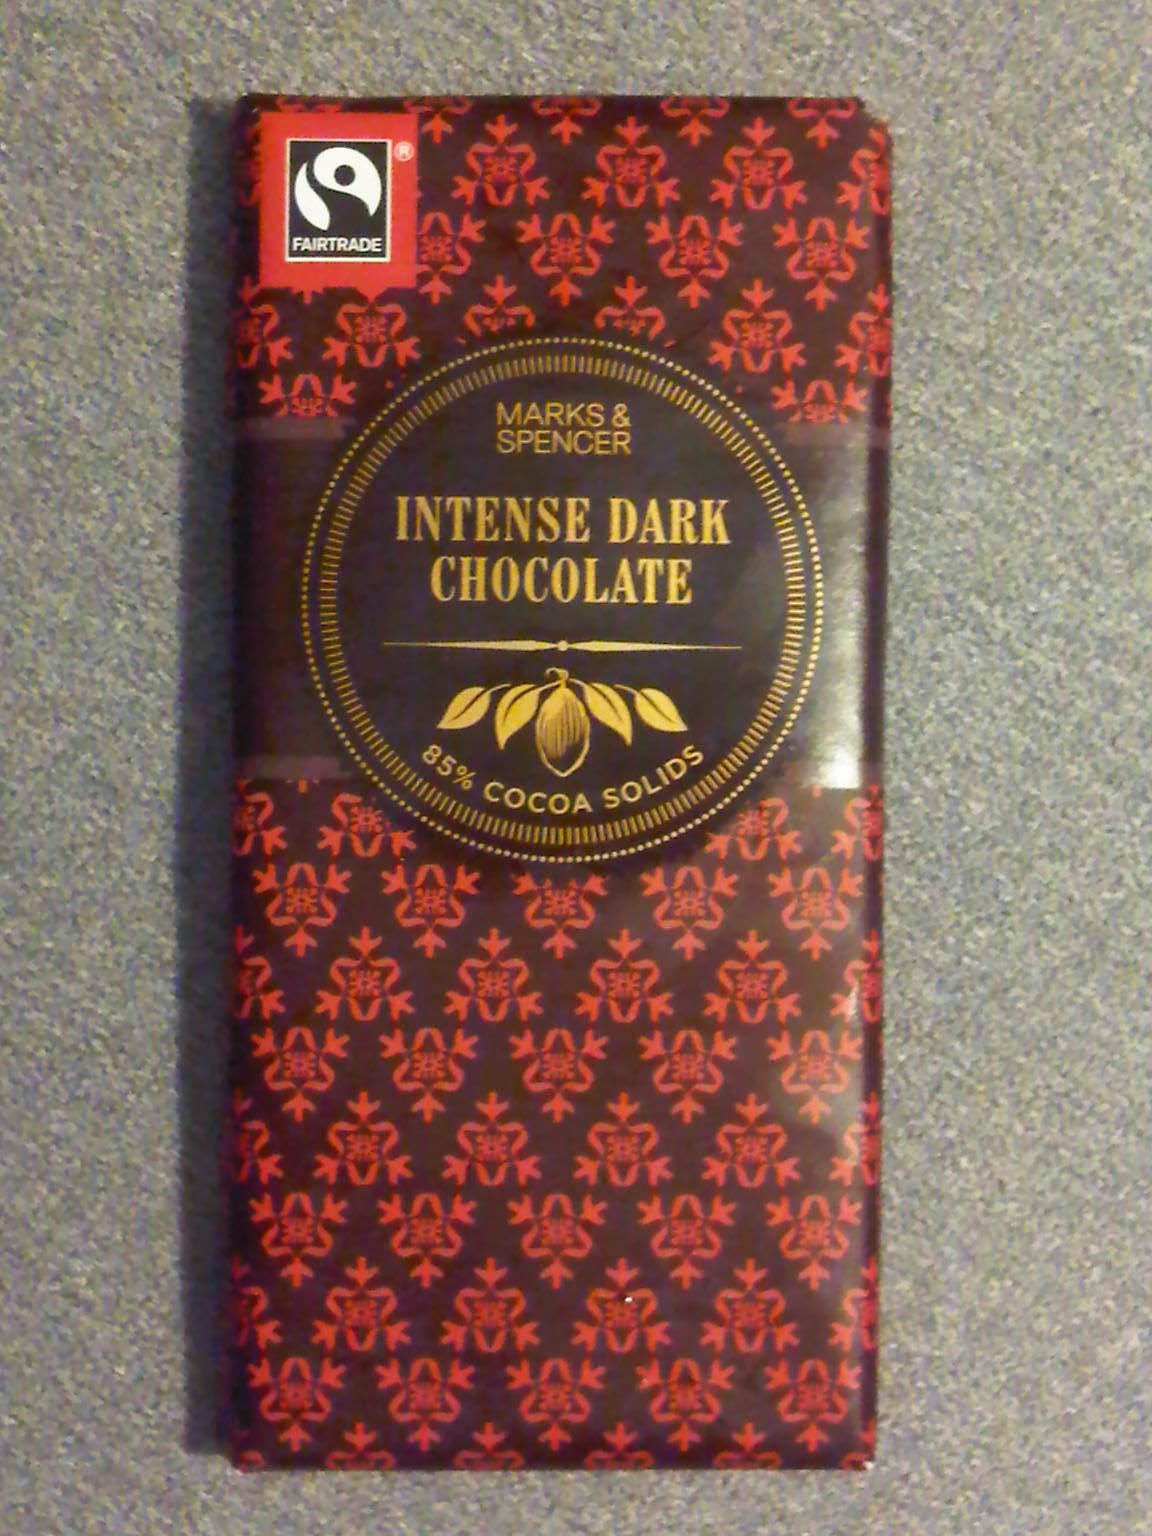 FAIRTRADE
®
MARKS &
SPENCER
INTENSE DARK
CHOCOLATE
85% COCOA SOLIDS